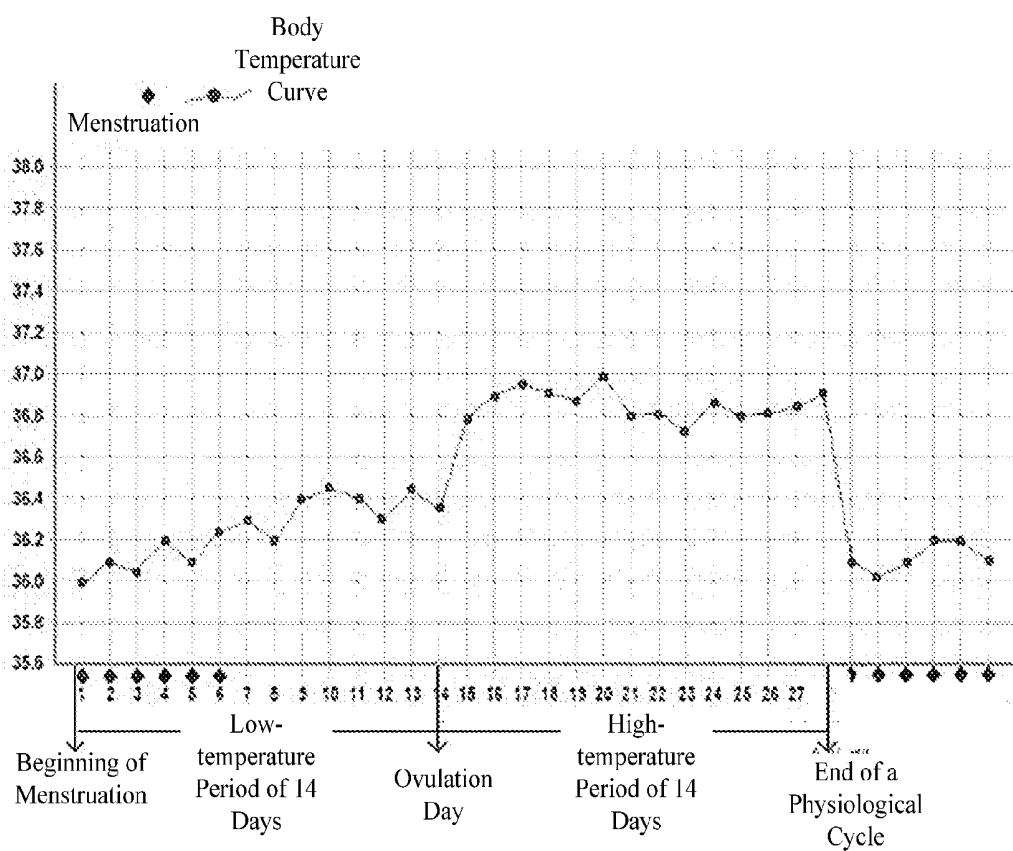 Body
Temperature
Curve
Menstruation
38.0
37.8
37.6
37.4
37.2
37.0
36.8
36.6
36.4
36.2
36.0
35.8
35.6
1 2 3 4 5 6 7 8 9 10 11 12 13 14 15 16 17 18 19 20 21 22 23 24 25 26 27
Beginning of
Menstruation
Low-
temperature
Period of 14
Days
Ovulation
Day
High-
temperature
Period of 14
Days
End of a
Physiological
Cycle